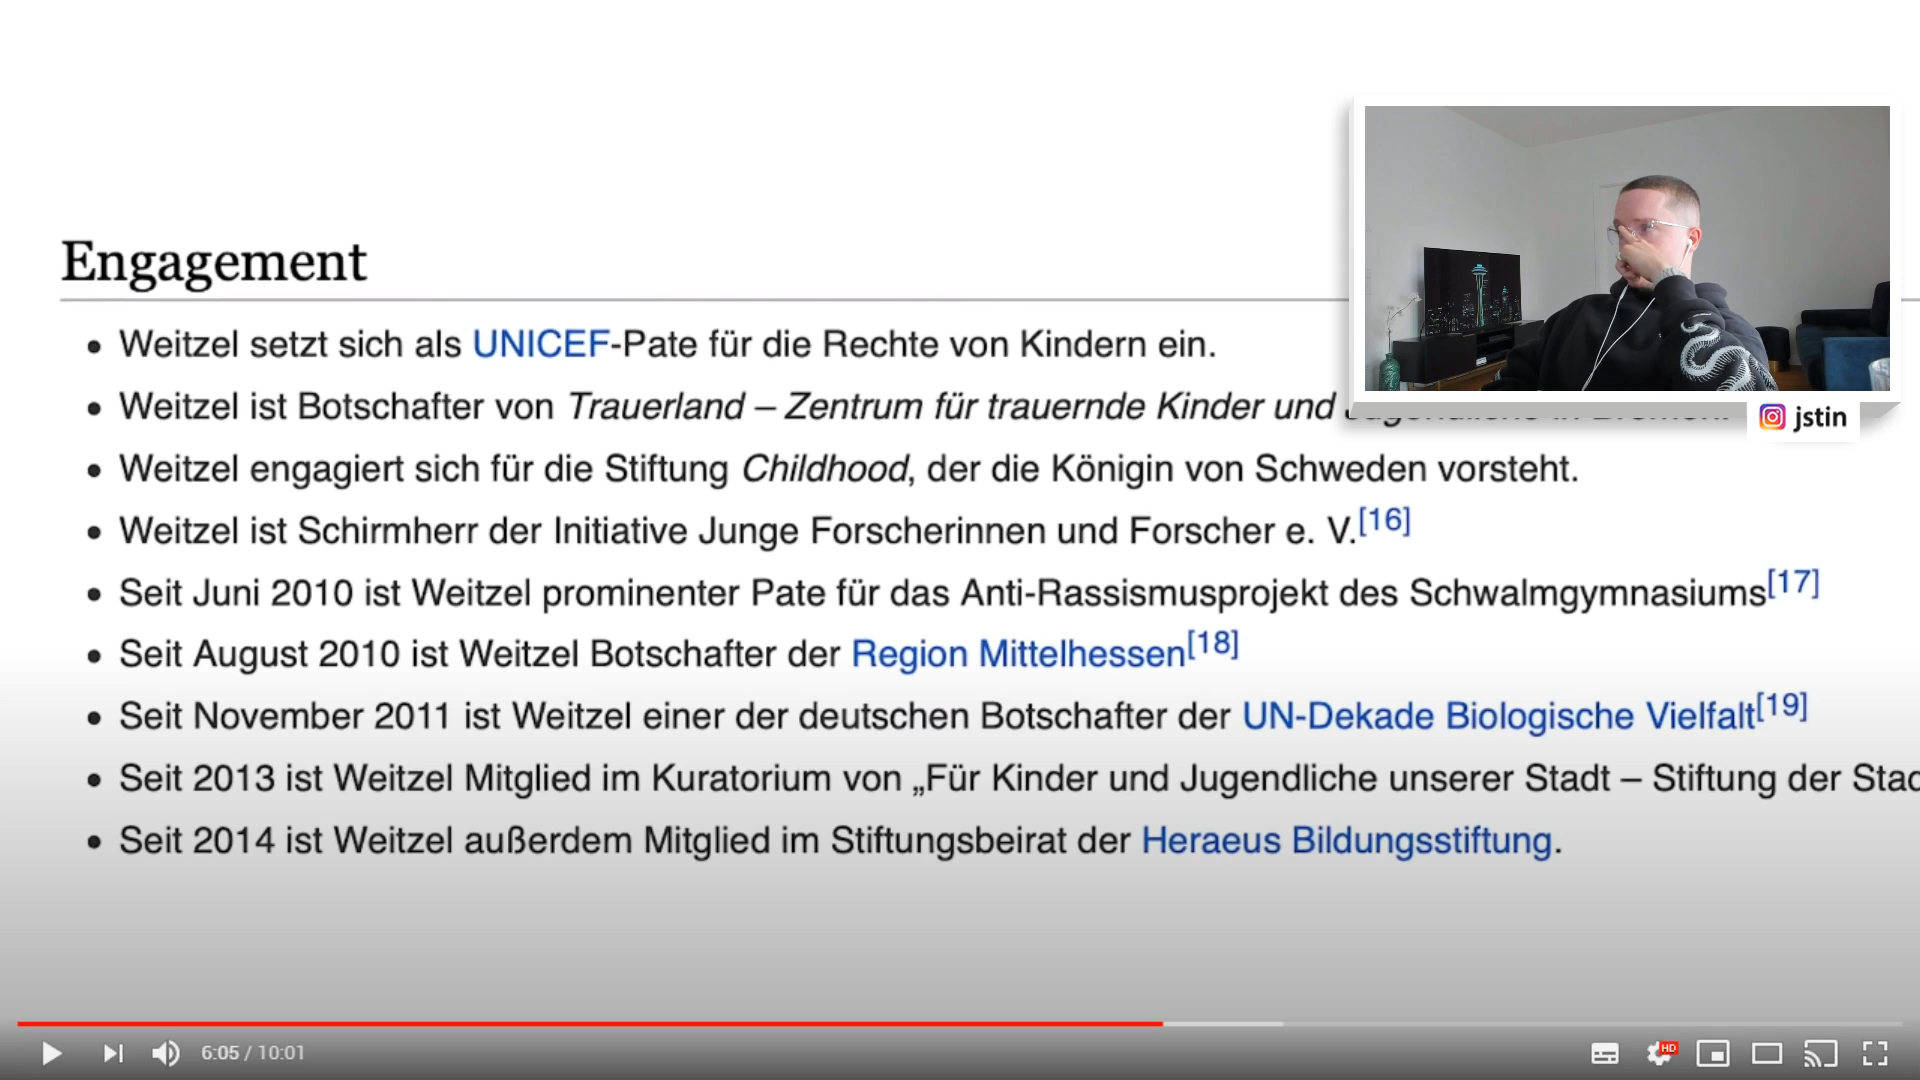 Engagement
Weitzel setzt sich als UNICEF-Pate für die Rechte von Kindern ein.
Weitzel ist Botschafter von Trauerland – Zentrum für trauernde Kinder und
jstin
Weitzel engagiert sich für die Stiftung Childhood, der die Königin von Schweden vorsteht.
Weitzel ist Schirmherr der Initiative Junge Forscherinnen und Forscher e. V.[16]
Seit Juni 2010 ist Weitzel prominenter Pate für das Anti-Rassismusprojekt des Schwalmgymnasiums[17]
Seit August 2010 ist Weitzel Botschafter der Region Mittelhessen[18]
Seit November 2011 ist Weitzel einer der deutschen Botschafter der UN-Dekade Biologische Vielfalt[19]
Seit 2013 ist Weitzel Mitglied im Kuratorium von „Für Kinder und Jugendliche unserer Stadt – Stiftung der Stad
Seit 2014 ist Weitzel außerdem Mitglied im Stiftungsbeirat der Heraeus Bildungsstiftung.
6:05 / 10:01
HD